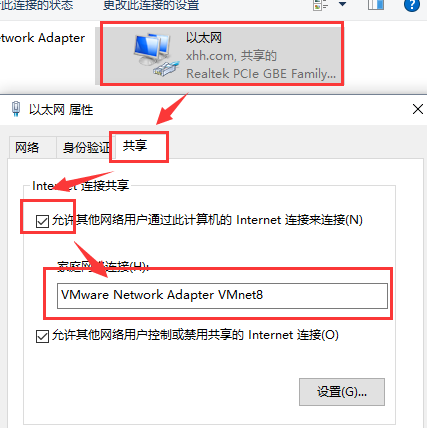 此连接的状态
更改此连接的设置
etwork Adapter
以太网
xhh.com, 共享的
Realtek PCIe GBE Family...
以太网 属性
网络
身份验证
共享
Internet 连接共享
允许其他网络用户通过此计算机的 Internet 连接来连接(N)
家庭网络连接(H):
VMware Network Adapter VMnet8
允许其他网络用户控制或禁用共享的 Internet 连接(O)
设置(G)...